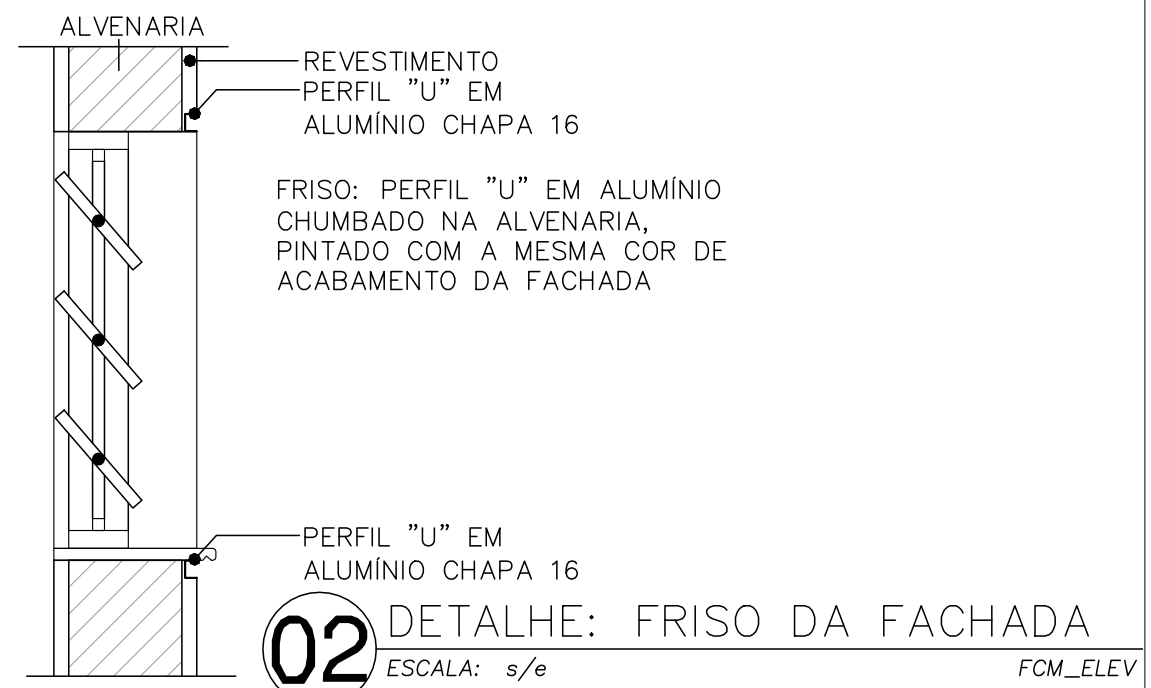 ALVENARIA
REVESTIMENTO
PERFIL ”U” EM
ALUMÍNIO CHAPA 16
FRISO: PERFIL ”U” EM ALUMÍNIO
CHUMBADO NA ALVENARIA,
PINTADO COM A MESMA COR DE
ACABAMENTO DA FACHADA
PERFIL ”U” EM
ALUMÍNIO CHAPA 16
02 DETALHE: FRISO DA FACHADA
ESCALA: s/e FCM_ELEV